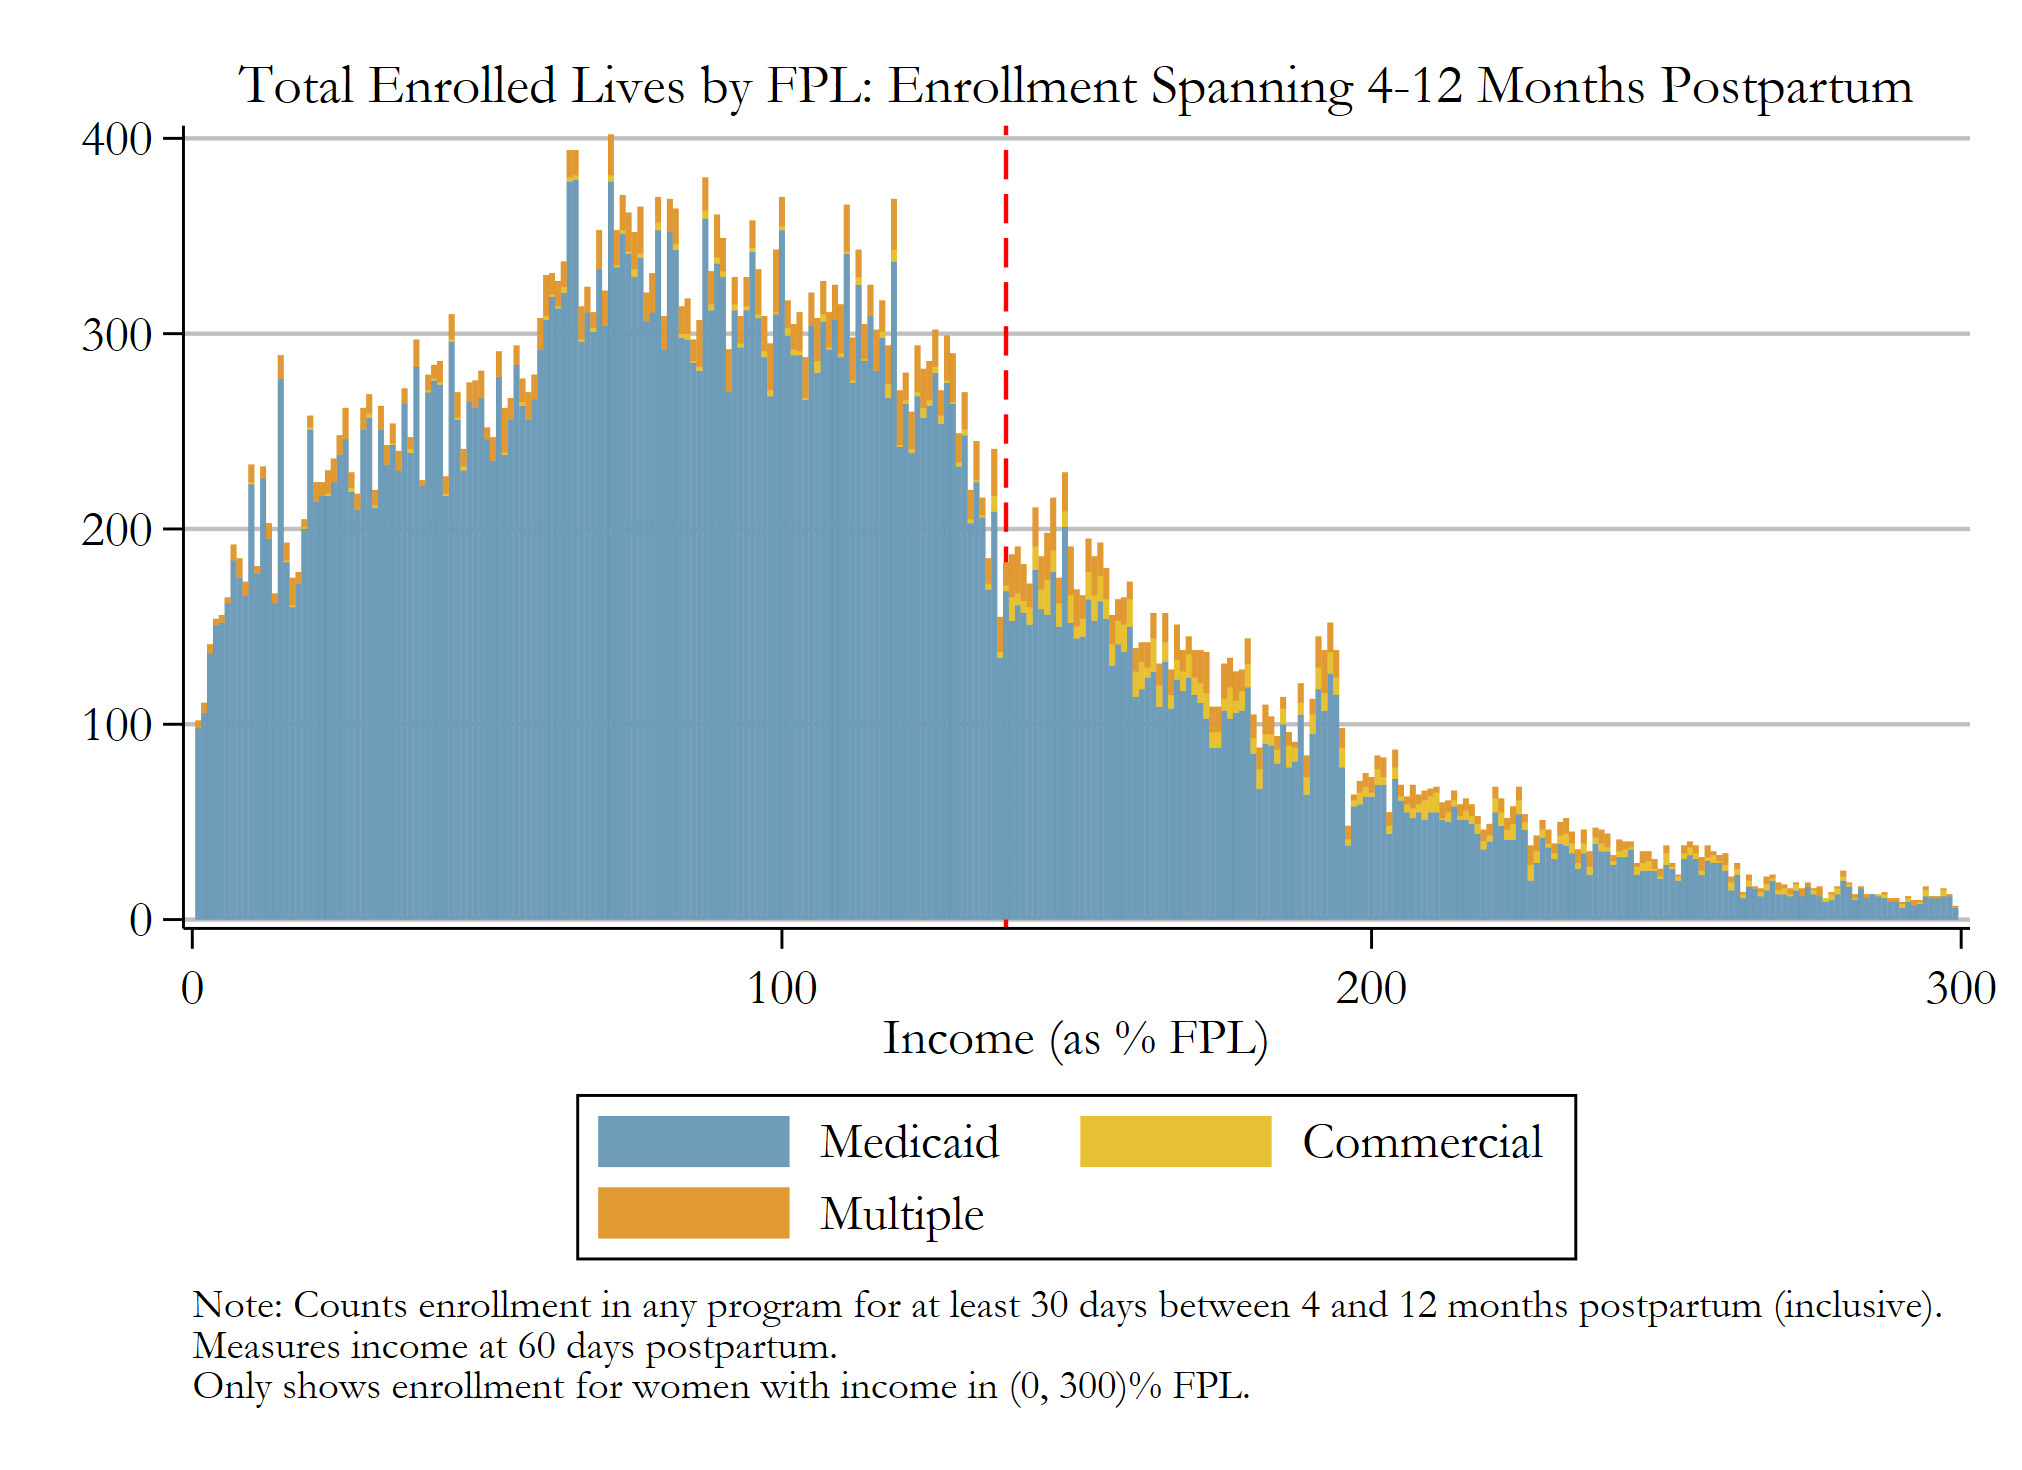 Total Enrolled Lives by FPL: Enrollment Spanning 4-12 Months Postpartum
400
300
200
100
0
0 100 200 300
Income (as % FPL)
Medicaid Commercial
Multiple
Note: Counts enrollment in any program for at least 30 days between 4 and 12 months postpartum (inclusive).
Measures income at 60 days postpartum.
Only shows enrollment for women with income in (0, 300)% FPL.